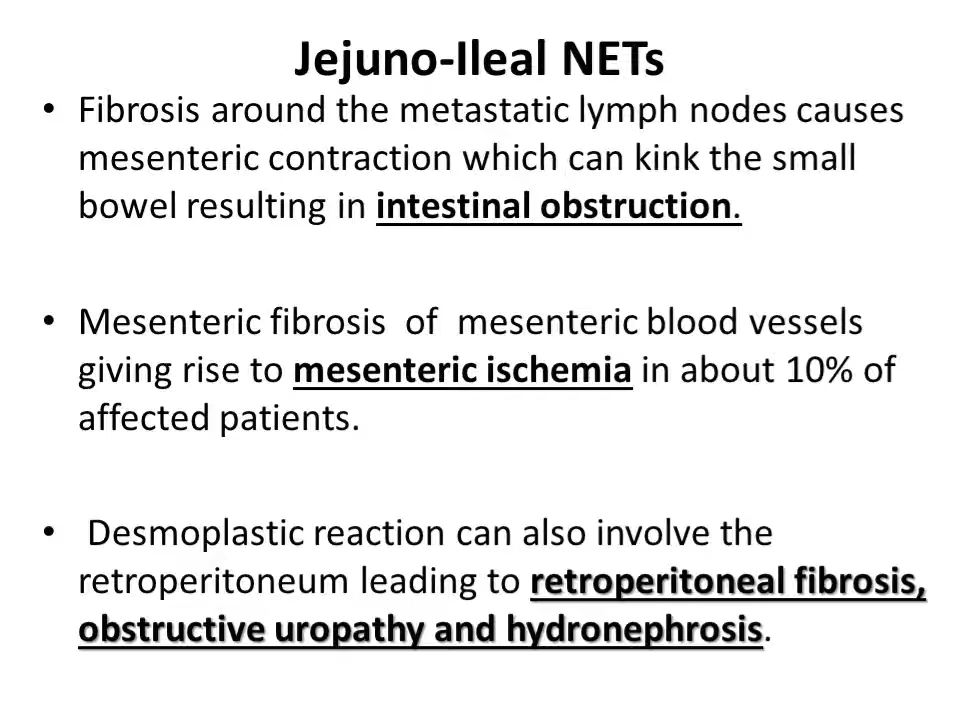 Jejuno-Ileal NETs
• Fibrosis around the metastatic lymph nodes causes
mesenteric contraction which can kink the small
bowel resulting in intestinal obstruction.
• Mesenteric fibrosis  of  mesenteric blood vessels
giving rise to mesenteric ischemia in about 10% of
affected patients.
•  Desmoplastic reaction can also involve the
retroperitoneum leading to retroperitoneal fibrosis,
obstructive uropathy and hydronephrosis.